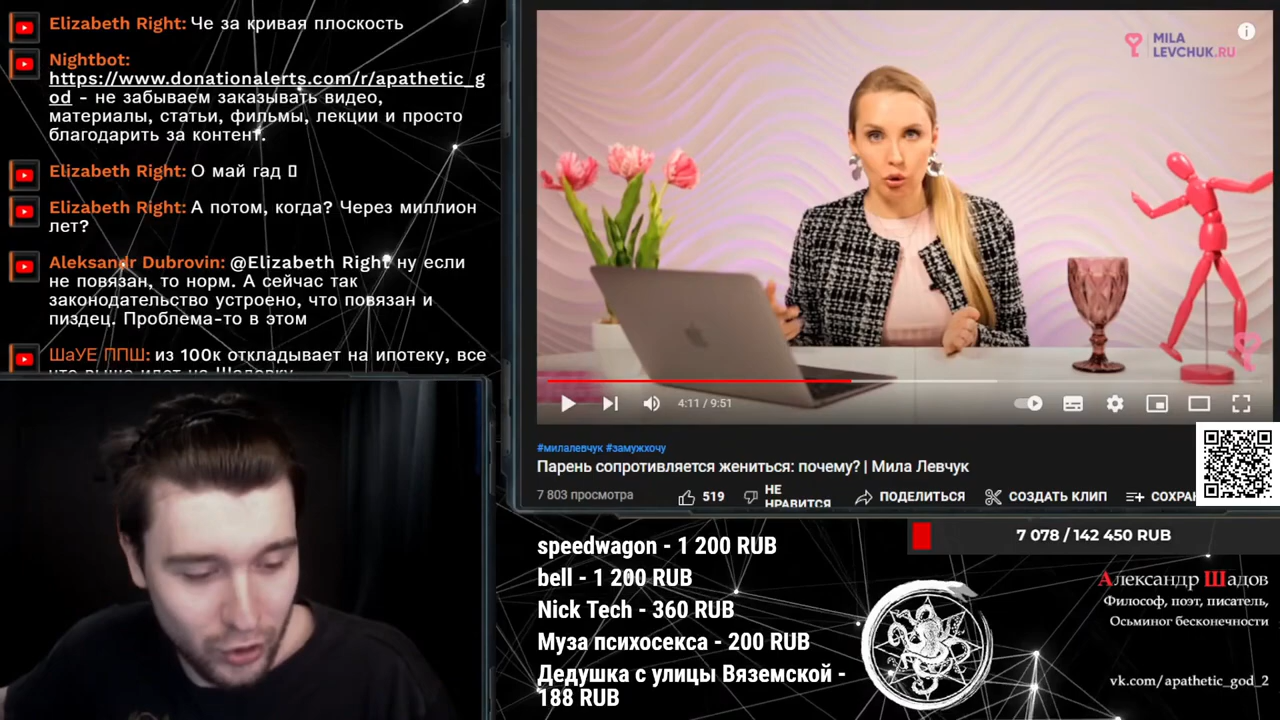 Elizabeth Right: Че за кривая плоскость
Nightbot:
https://www.donationalerts.com/r/apathetic_g
od - не забываем заказывать видео,
материалы, статьи, фильмы, лекции и просто
благодарить за контент.
Elizabeth Right: О май гад
Elizabeth Right: А потом, когда? Через миллион
лет?
Aleksandr Dubrovin: @Elizabeth Right ну если
не повязан, то норм. А сейчас так
законодательство устроено, что повязан и
пиздец. Проблема-то в этом
ШаУЕ ППШ: из 100к откладывает на ипотеку, все
что выше идет на Шадовку
MILA
LEVCHUK.RU
4:11 / 9:51
#милалевчук #замужхочу
Парень сопротивляется жениться: почему? | Мила Левчук
7 803 просмотра
519
НЕ
НРАВИТСЯ
ПОДЕЛИТЬСЯ
СОЗДАТЬ КЛИП
СОХРАН
7 078 / 142 450 RUB
speedwagon - 1 200 RUB
bell - 1 200 RUB
Nick Tech - 360 RUB
Муза психосекса - 200 RUB
Дедушка с улицы Вяземской -
188 RUB
Александр Шадов
Философ, поэт, писатель,
Осьминог бесконечности
vk.com/apathetic_god_2